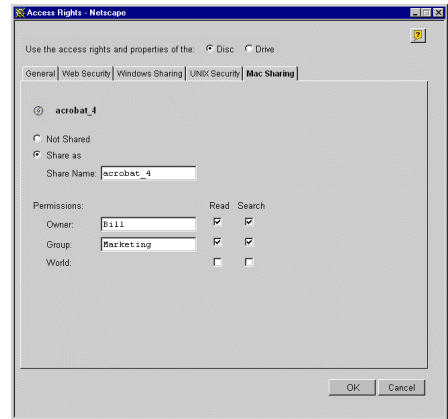 Access Rights - Netscape
?
Use the access rights and properties of the: Disc Drive
General Web Security Windows Sharing UNIX Security Mac Sharing
acrobat_4
Not Shared
Share as
Share Name: acrobat_4
Permissions: Read Search
Owner: Bill
Group: Marketing
World:
OK Cancel